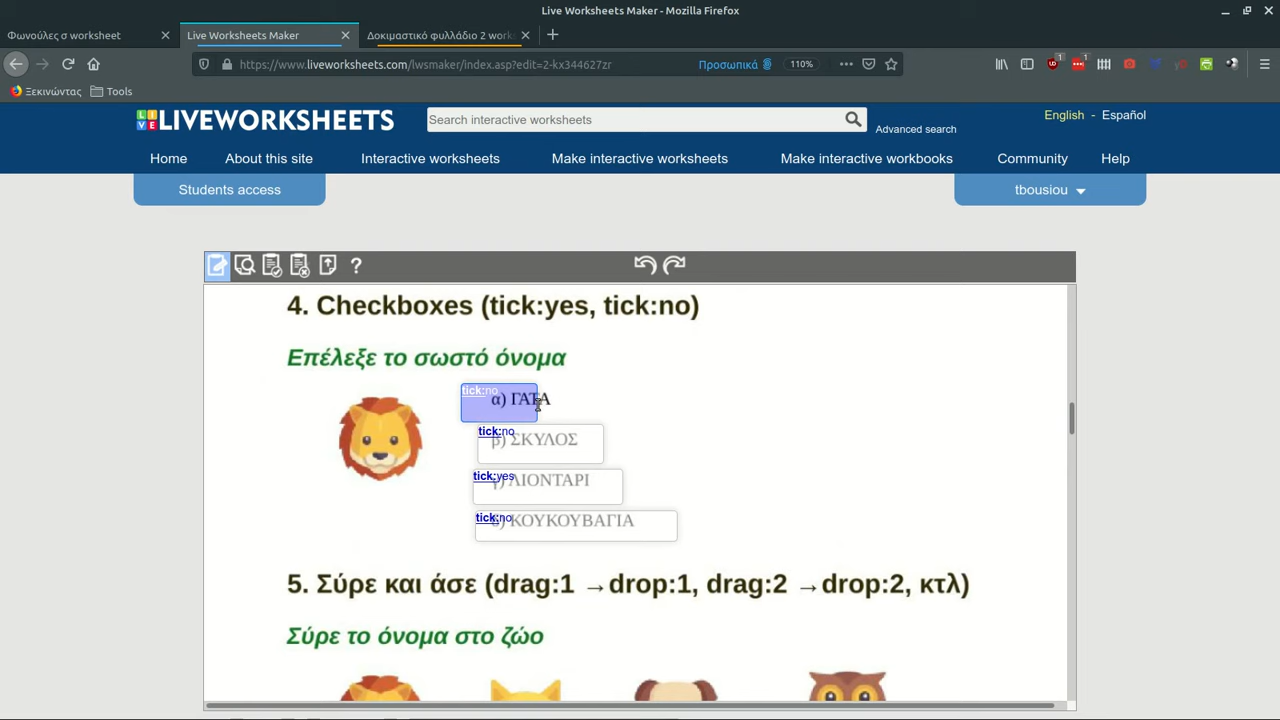 Live Worksheets Maker - Mozilla Firefox
Φωνούλες σ worksheet
Live Worksheets Maker
Δοκιμαστικό φυλλάδιο 2 work
https://www.liveworksheets.com/lwsmaker/index.asp?edit=2-kx344627zr
Προσωπικά
110%
Ξεκινώντας
Tools
LIVEWORKSHEETS
Search interactive worksheets
Advanced search
English - Español
Home
About this site
Interactive worksheets
Make interactive worksheets
Make interactive workbooks
Community
Help
Students access
tbousiou
4. Checkboxes (tick:yes, tick:no)
Επέλεξε το σωστό όνομα
tick:no
α) ΓΑΤΑ
tick:no
β) ΣΚΥΛΟΣ
tick:yes
γ) ΛΙΟΝΤΑΡΙ
tick:no
δ) ΚΟΥΚΟΥΒΑΓΙΑ
5. Σύρε και άσε (drag:1 →drop:1, drag:2 →drop:2, κτλ)
Σύρε το όνομα στο ζώο